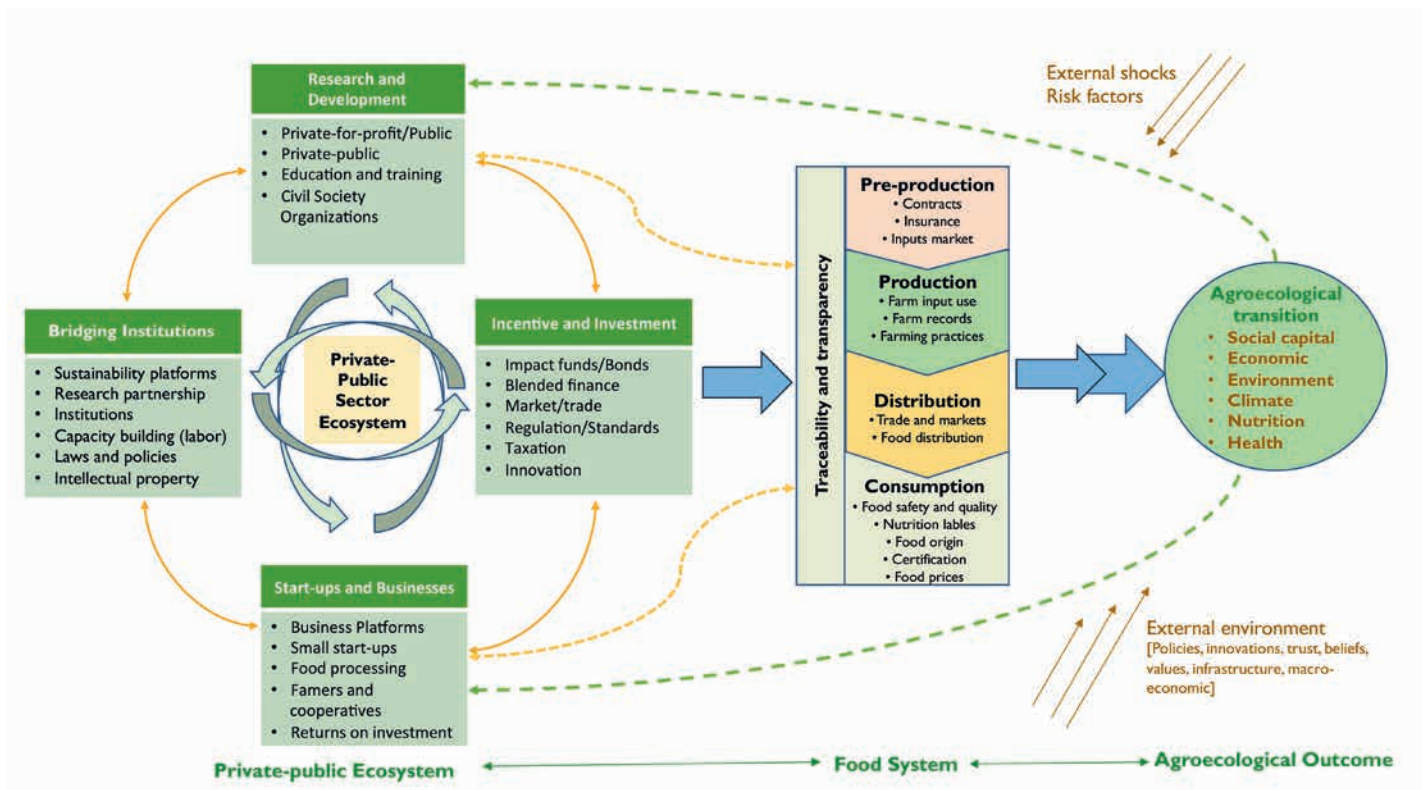 Research and
Development
• Private-for-profit/Public
• Private-public
• Education and training
• Civil Society
Organizations
Bridging Institutions
• Sustainability platforms
• Research partnership
• Institutions
• Capacity building (labor)
• Laws and policies
• Intellectual property
Private-
Public
Sector
Ecosystem
Incentive and Investment
• Impact funds/Bonds
• Blended finance
• Market/trade
• Regulation/Standards
• Taxation
• Innovation
Start-ups and Businesses
• Business Platforms
• Small start-ups
• Food processing
• Famers and
cooperatives
• Returns on investment
Traceability and transparency
Pre-production
• Contracts
• Insurance
• Inputs market
Production
• Farm input use
• Farm records
• Farming practices
Distribution
• Trade and markets
• Food distribution
Consumption
• Food safety and quality
• Nutrition lables
• Food origin
• Certification
• Food prices
External shocks
Risk factors
Agroecological
transition
• Social capital
• Economic
• Environment
• Climate
• Nutrition
• Health
External environment
[Policies, innovations, trust, beliefs,
values, infrastructure, macro-
economic]
Private-public Ecosystem
Food System
Agroecological Outcome